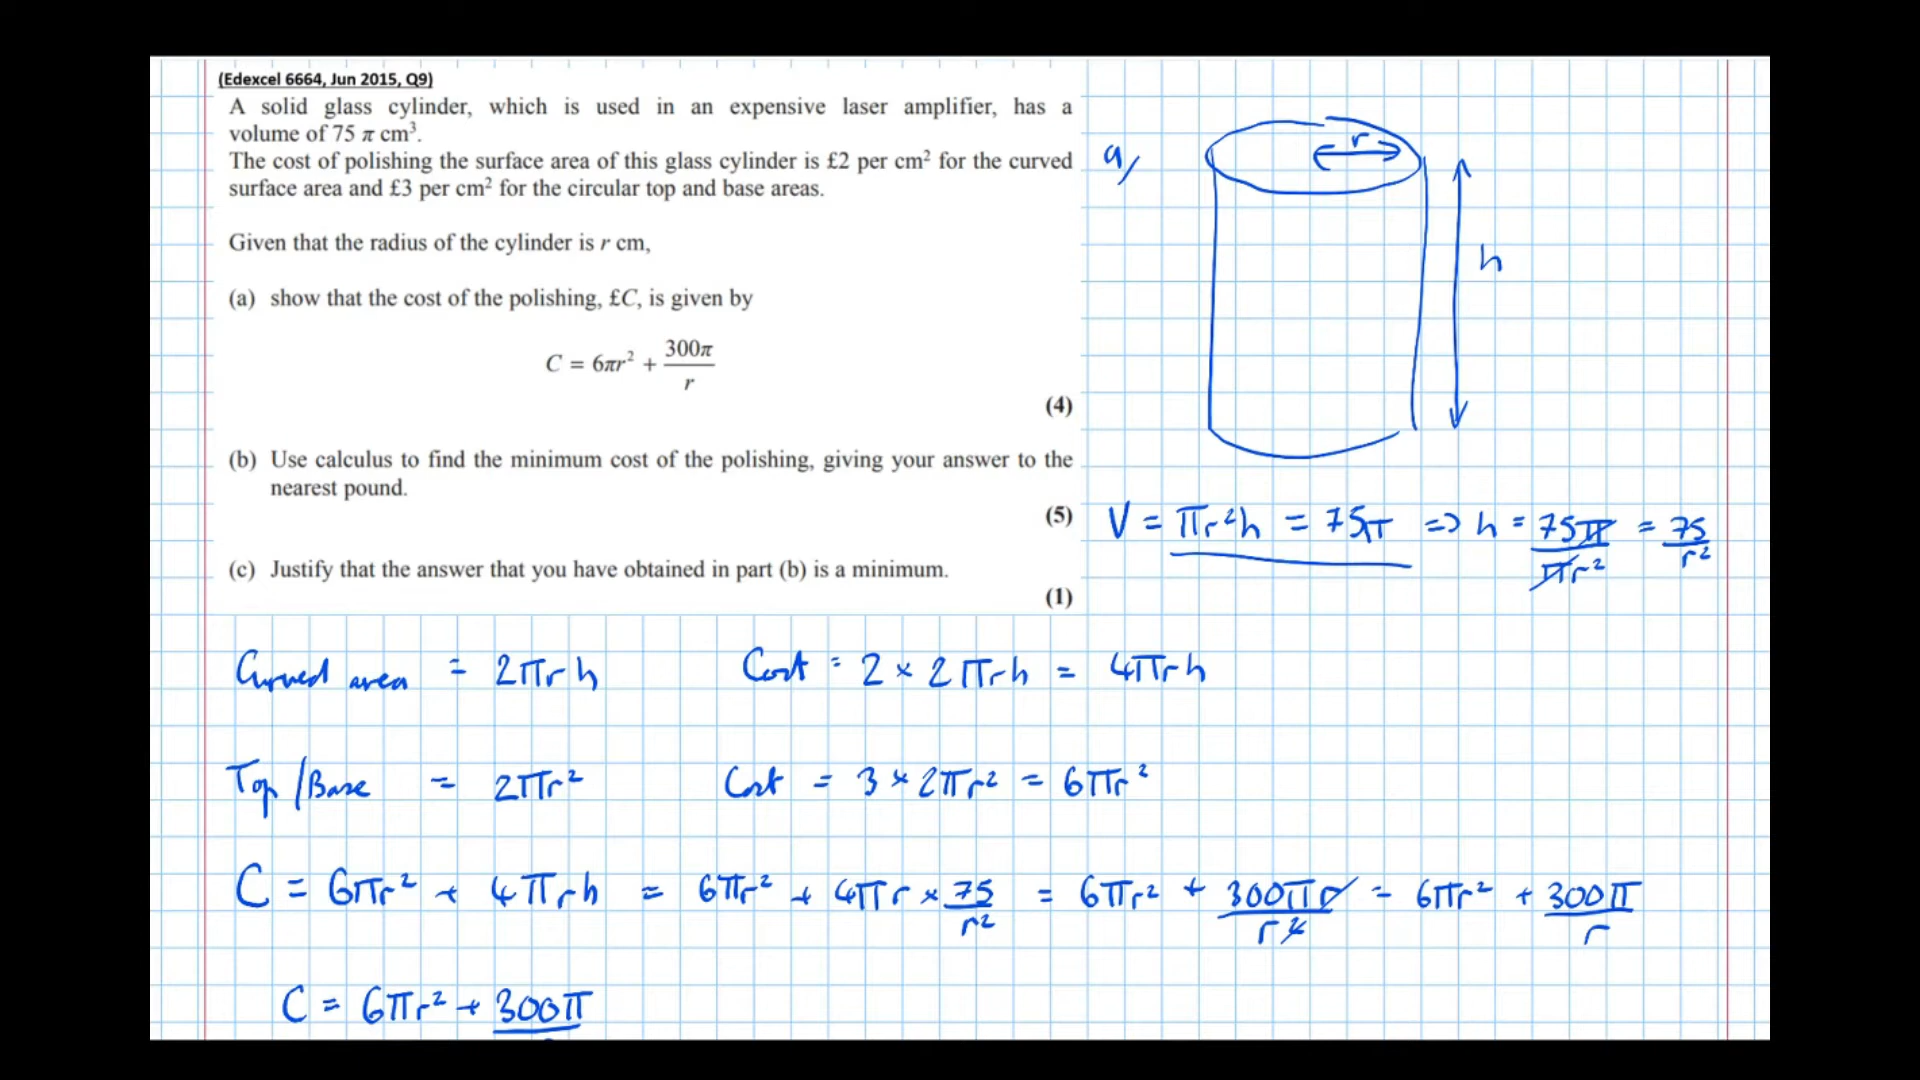 (Edexcel 6664, Jun 2015, Q9)
A solid glass cylinder, which is used in an expensive laser amplifier, has a
volume of 75 π cm³.
The cost of polishing the surface area of this glass cylinder is £2 per cm² for the curved
surface area and £3 per cm² for the circular top and base areas.
Given that the radius of the cylinder is r cm,
(a) show that the cost of the polishing, £C, is given by
C = 6πr² + 300π/r
(4)
(b) Use calculus to find the minimum cost of the polishing, giving your answer to the
nearest pound.
(5)
(c) Justify that the answer that you have obtained in part (b) is a minimum.
(1)
a/
r
h
V = πr²h = 75π => h = 75π/πr² = 75/r²
Curved area = 2πrh Cost = 2 × 2πrh = 4πrh
Top/Base = 2πr² Cost = 3 × 2πr² = 6πr²
C = 6πr² + 4πrh = 6πr² + 4πr × 75/r² = 6πr² + 300πr/r² = 6πr² + 300π/r
C = 6πr² + 300π